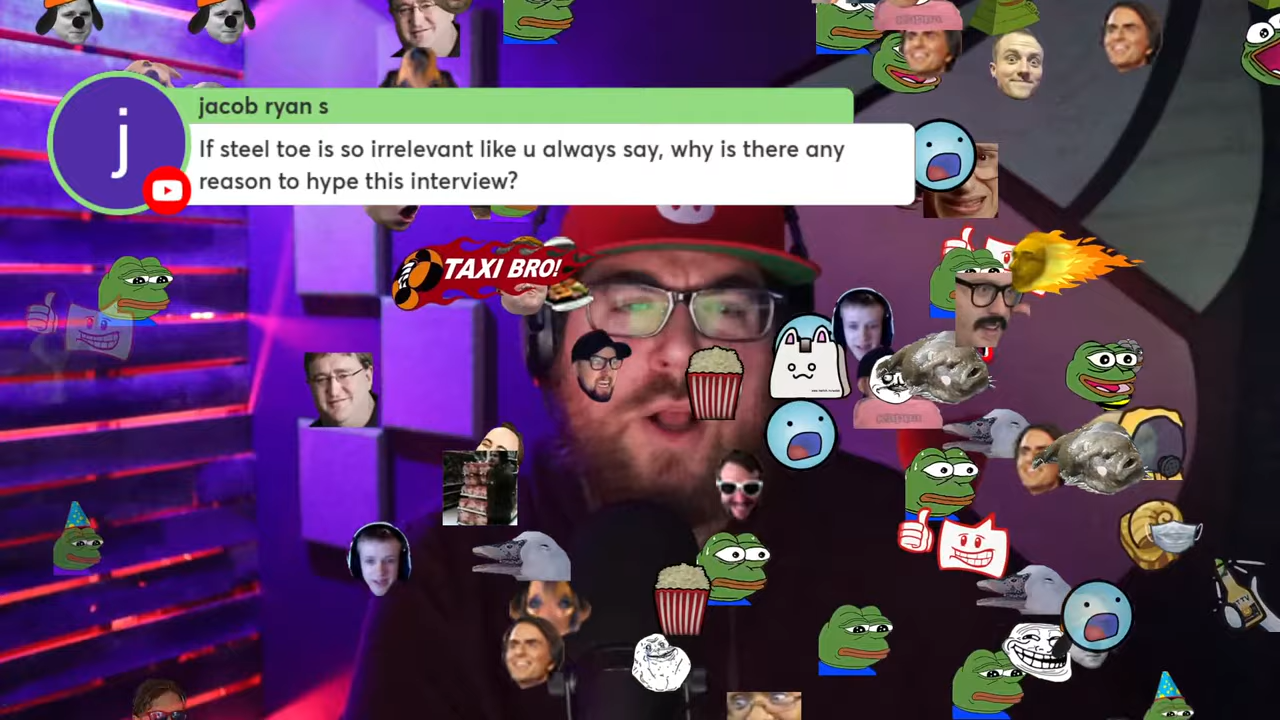 jacob ryan s
j
If steel toe is so irrelevant like u always say, why is there any
reason to hype this interview?
TAXI BRO!